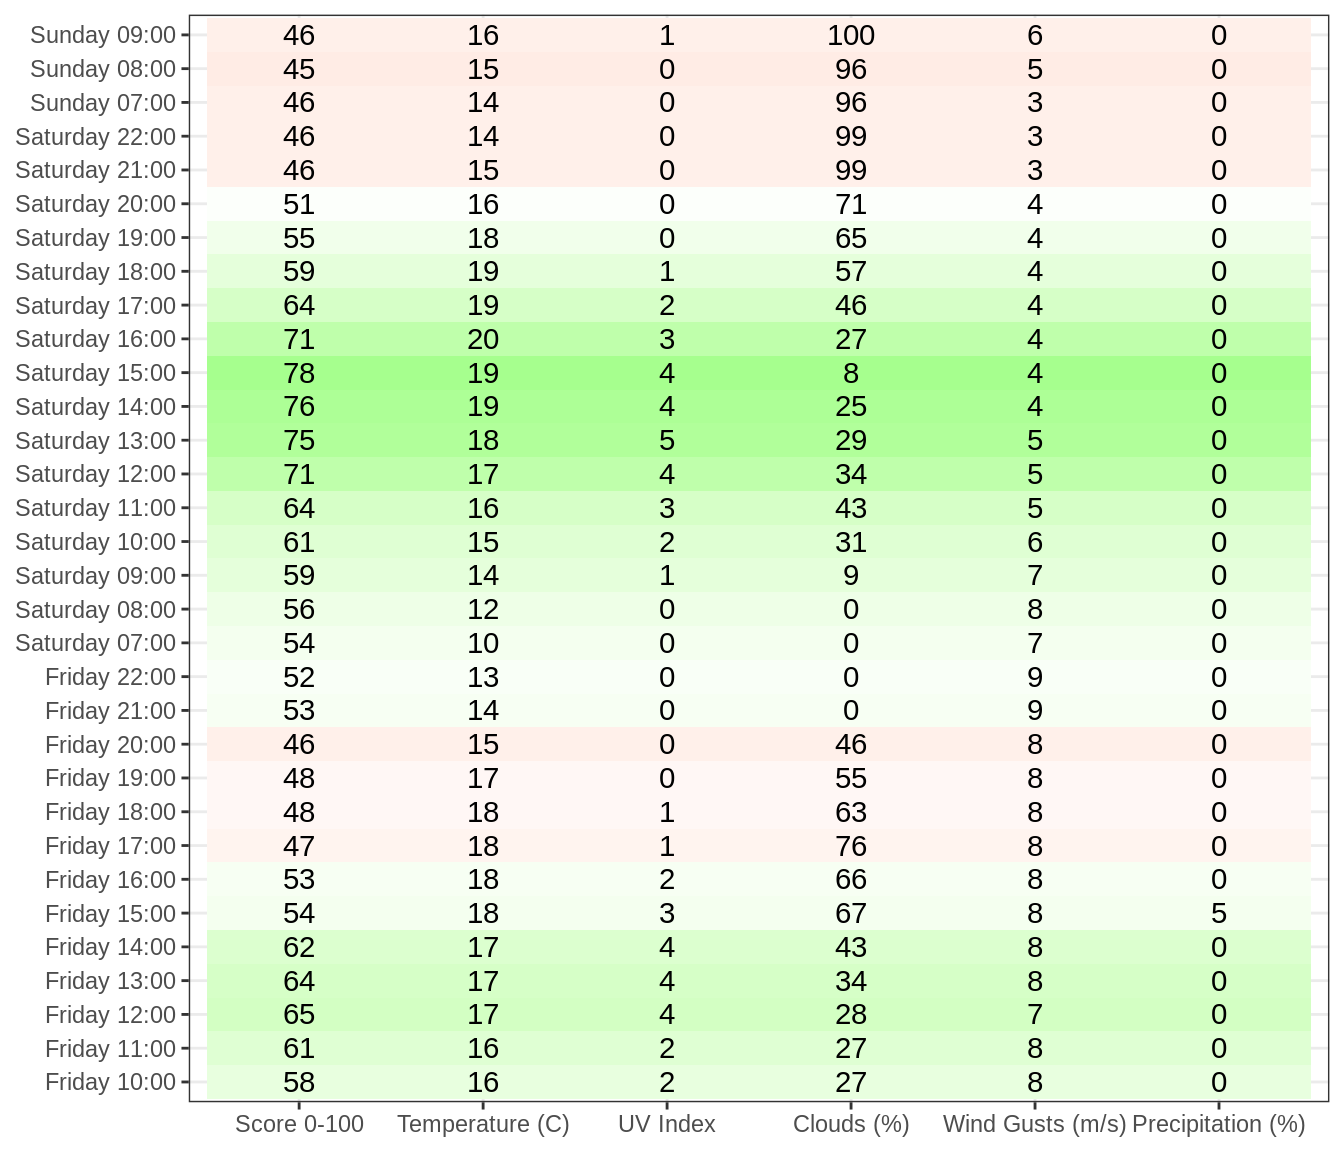 Sunday 09:00 46 16 1 100 6 0
Sunday 08:00 45 15 0 96 5 0
Sunday 07:00 46 14 0 96 3 0
Saturday 22:00 46 14 0 99 3 0
Saturday 21:00 46 15 0 99 3 0
Saturday 20:00 51 16 0 71 4 0
Saturday 19:00 55 18 0 65 4 0
Saturday 18:00 59 19 1 57 4 0
Saturday 17:00 64 19 2 46 4 0
Saturday 16:00 71 20 3 27 4 0
Saturday 15:00 78 19 4 8 4 0
Saturday 14:00 76 19 4 25 4 0
Saturday 13:00 75 18 5 29 5 0
Saturday 12:00 71 17 4 34 5 0
Saturday 11:00 64 16 3 43 5 0
Saturday 10:00 61 15 2 31 6 0
Saturday 09:00 59 14 1 9 7 0
Saturday 08:00 56 12 0 0 8 0
Saturday 07:00 54 10 0 0 7 0
Friday 22:00 52 13 0 0 9 0
Friday 21:00 53 14 0 0 9 0
Friday 20:00 46 15 0 46 8 0
Friday 19:00 48 17 0 55 8 0
Friday 18:00 48 18 1 63 8 0
Friday 17:00 47 18 1 76 8 0
Friday 16:00 53 18 2 66 8 0
Friday 15:00 54 18 3 67 8 5
Friday 14:00 62 17 4 43 8 0
Friday 13:00 64 17 4 34 8 0
Friday 12:00 65 17 4 28 7 0
Friday 11:00 61 16 2 27 8 0
Friday 10:00 58 16 2 27 8 0
Score 0-100 Temperature (C) UV Index Clouds (%) Wind Gusts (m/s) Precipitation (%)